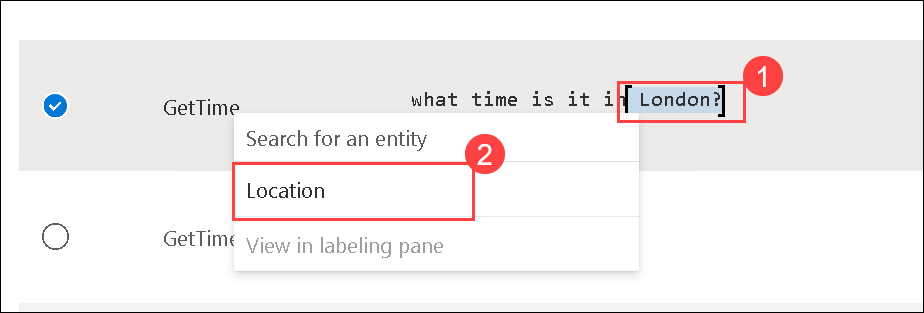 1
GetTime what time is it in London?
Search for an entity
2
Location
GetTime
View in labeling pane